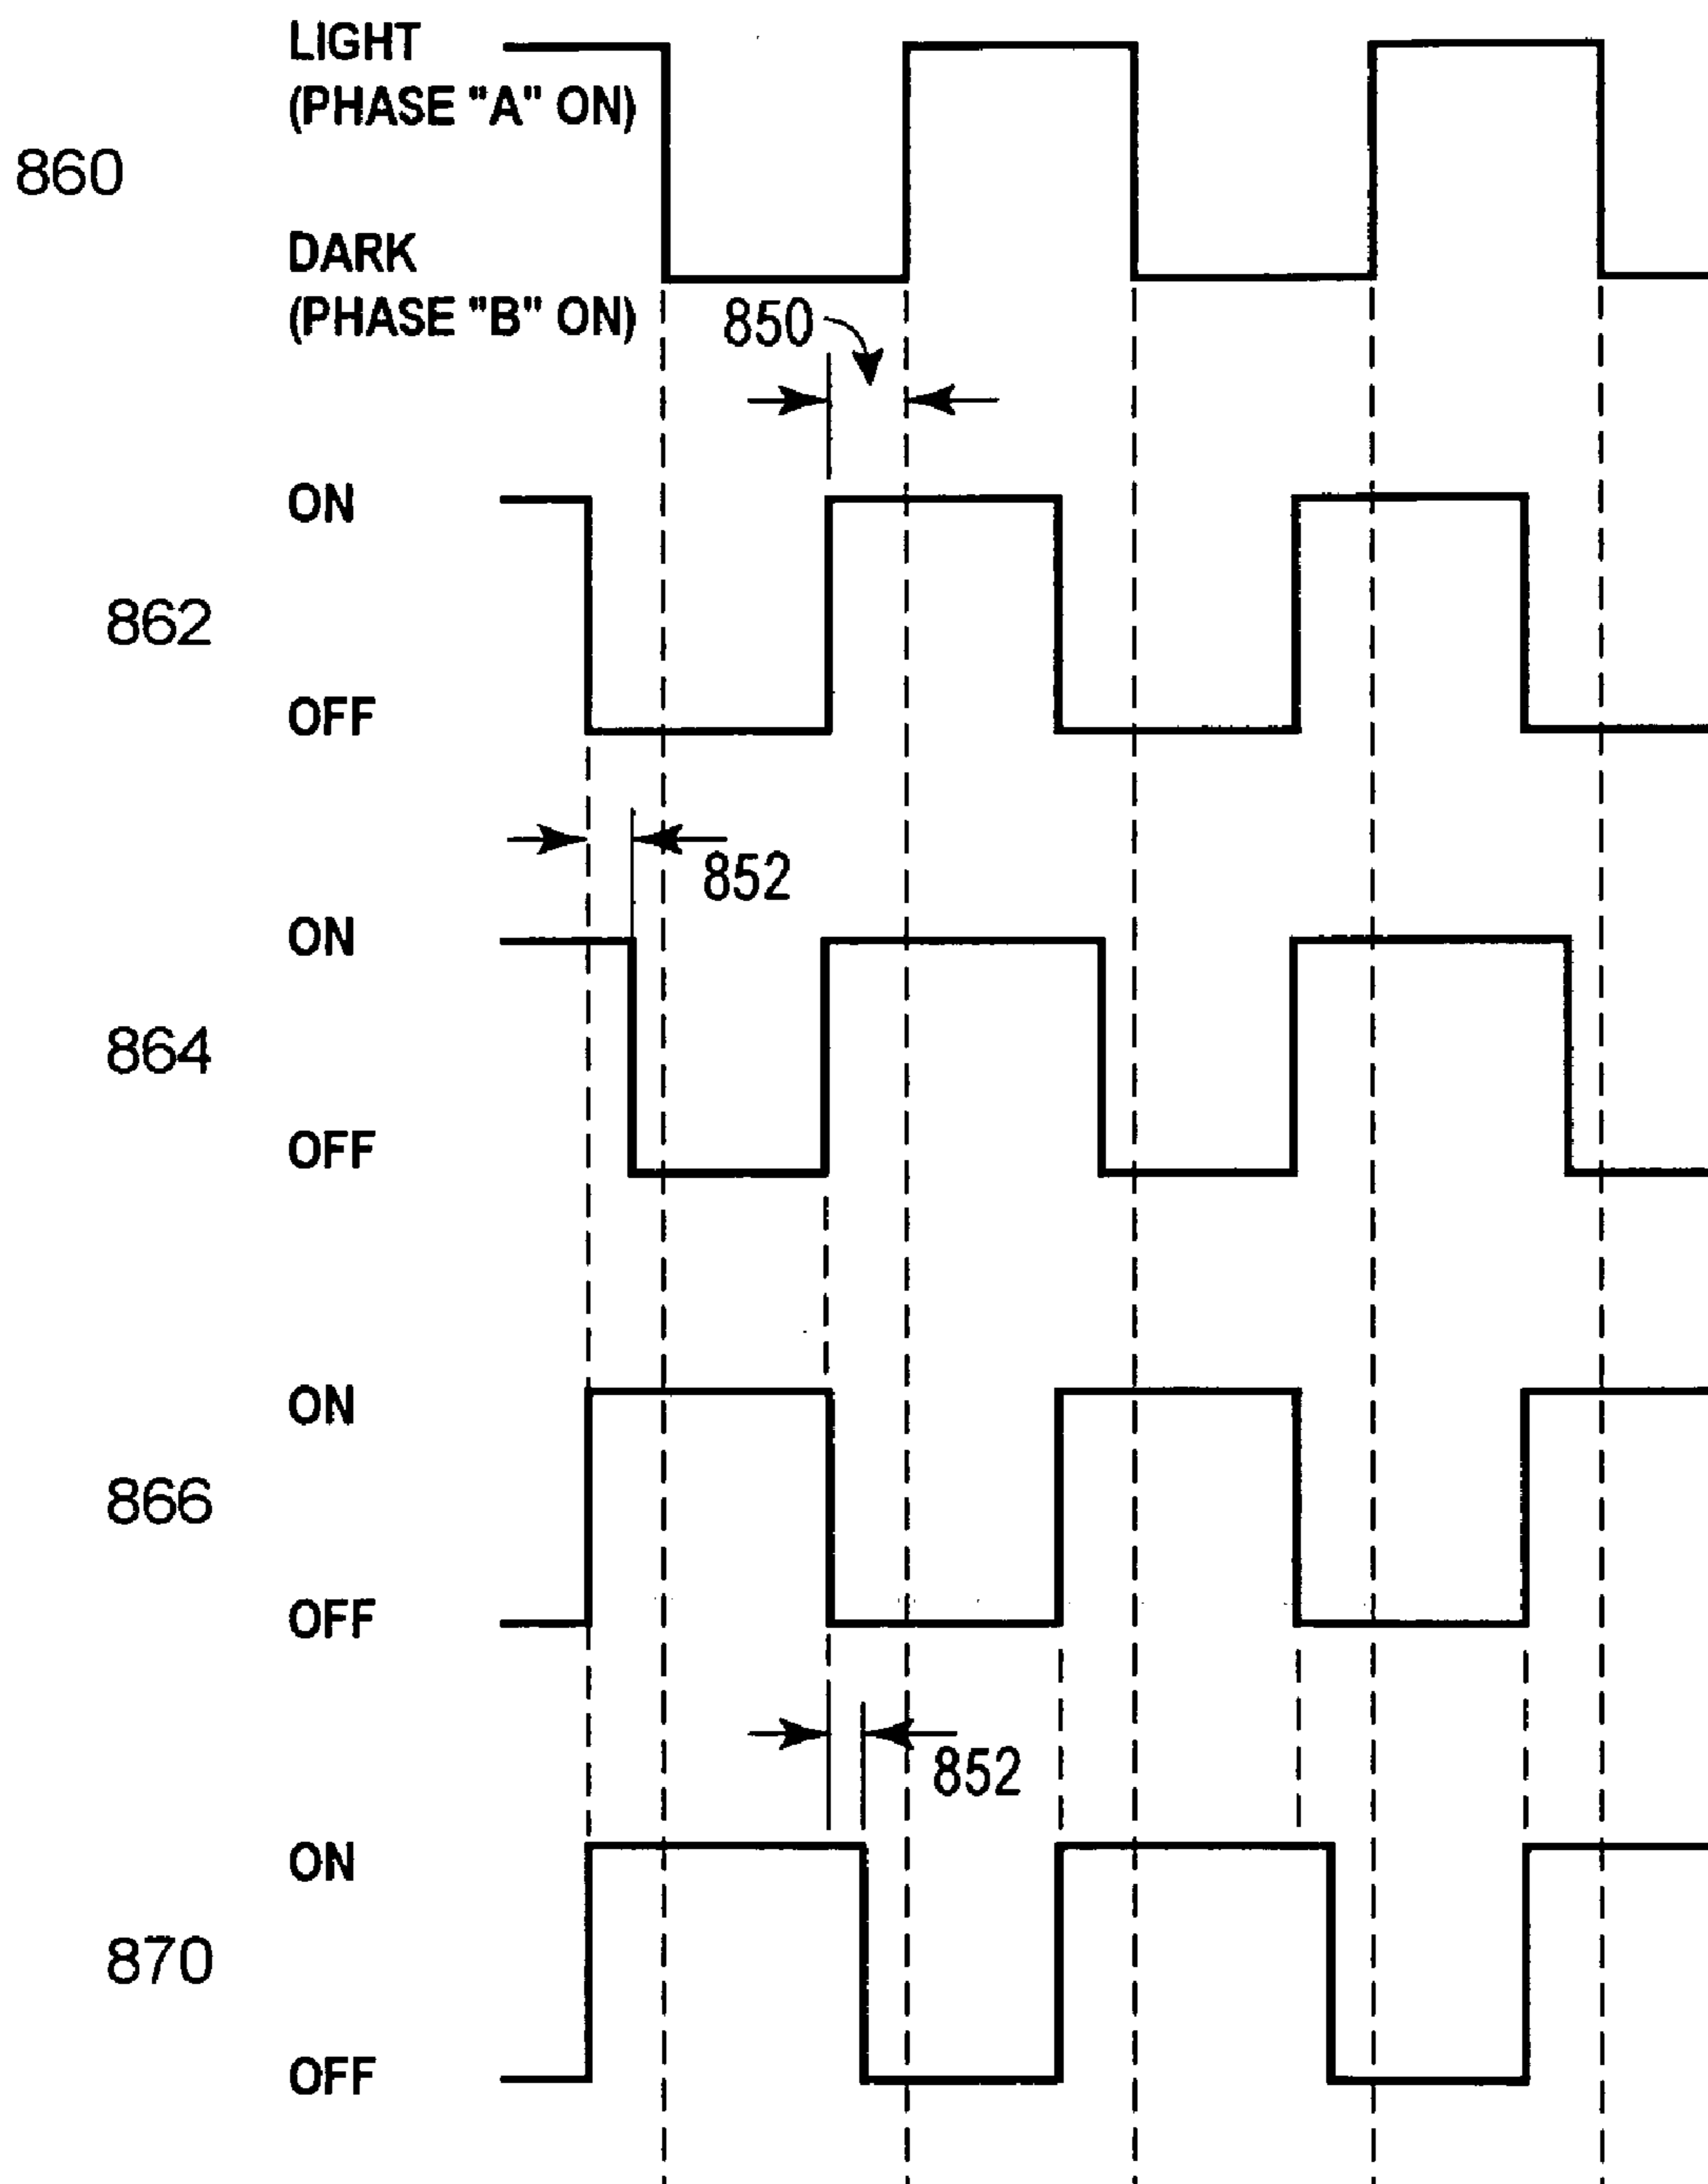 LIGHT
(PHASE "A" ON)
860
DARK
(PHASE "B" ON)
850
ON
862
OFF
852
ON
864
OFF
ON
866
OFF
852
ON
870
OFF